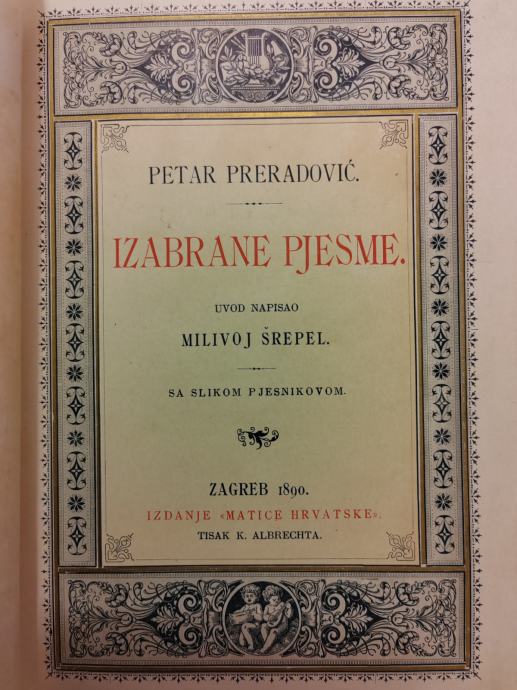 PETAR PRERADOVIĆ.
IZABRANE PJESME.
UVOD NAPISAO
MILIVOJ ŠREPEL.
SA SLIKOM PJESNIKOVOM.
ZAGREB 1890.
IZDANJE «MATICE HRVATSKE».
TISAK K. ALBRECHTA.